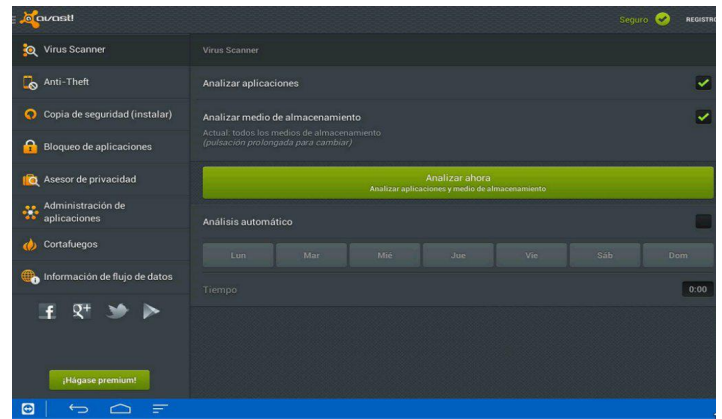 avast!
Seguro
REGISTRO
Virus Scanner
Anti-Theft
Copia de seguridad (instalar)
Bloqueo de aplicaciones
Asesor de privacidad
Administración de
aplicaciones
Cortafuegos
Información de flujo de datos
f g+
¡Hágase premium!
Virus Scanner
Analizar aplicaciones
Analizar medio de almacenamiento
Actual: todos los medios de almacenamiento
(pulsación prolongada para cambiar)
Analizar ahora
Analizar aplicaciones y medio de almacenamiento
Análisis automático
Lun Mar Mié Jue Vie Sáb Dom
Tiempo
0:00